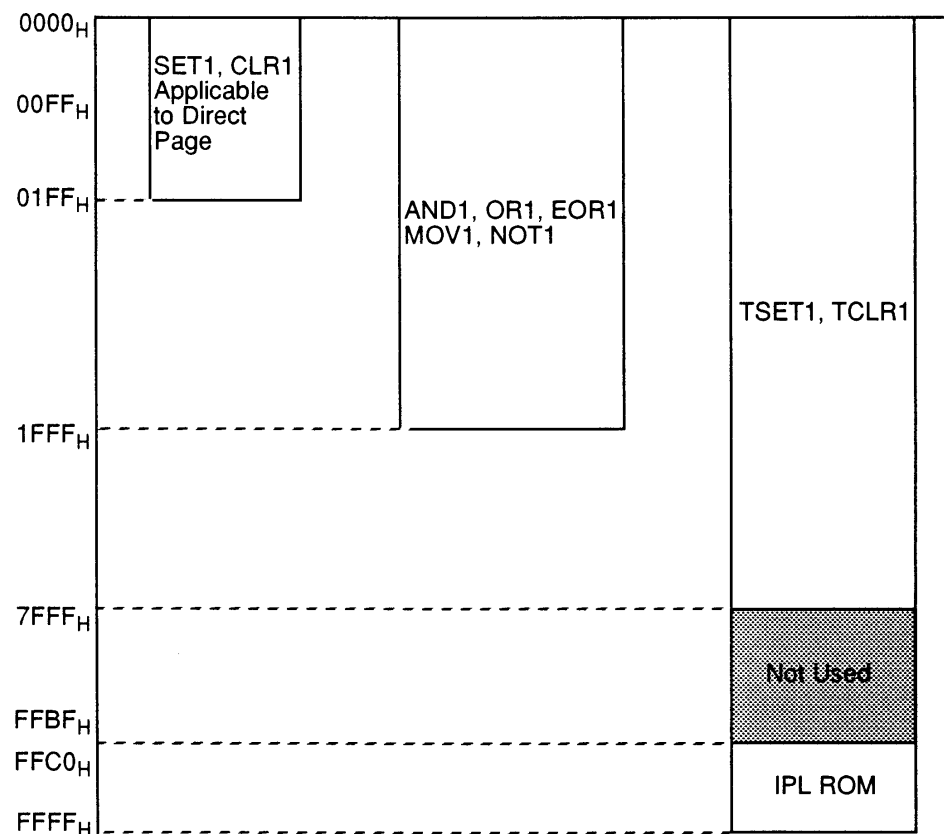 0000H
SET1, CLR1
Applicable
to Direct
Page
00FFH
01FFH
AND1, OR1, EOR1
MOV1, NOT1
TSET1, TCLR1
1FFFH
7FFFH
Not Used
FFBFH
FFC0H
IPL ROM
FFFFH